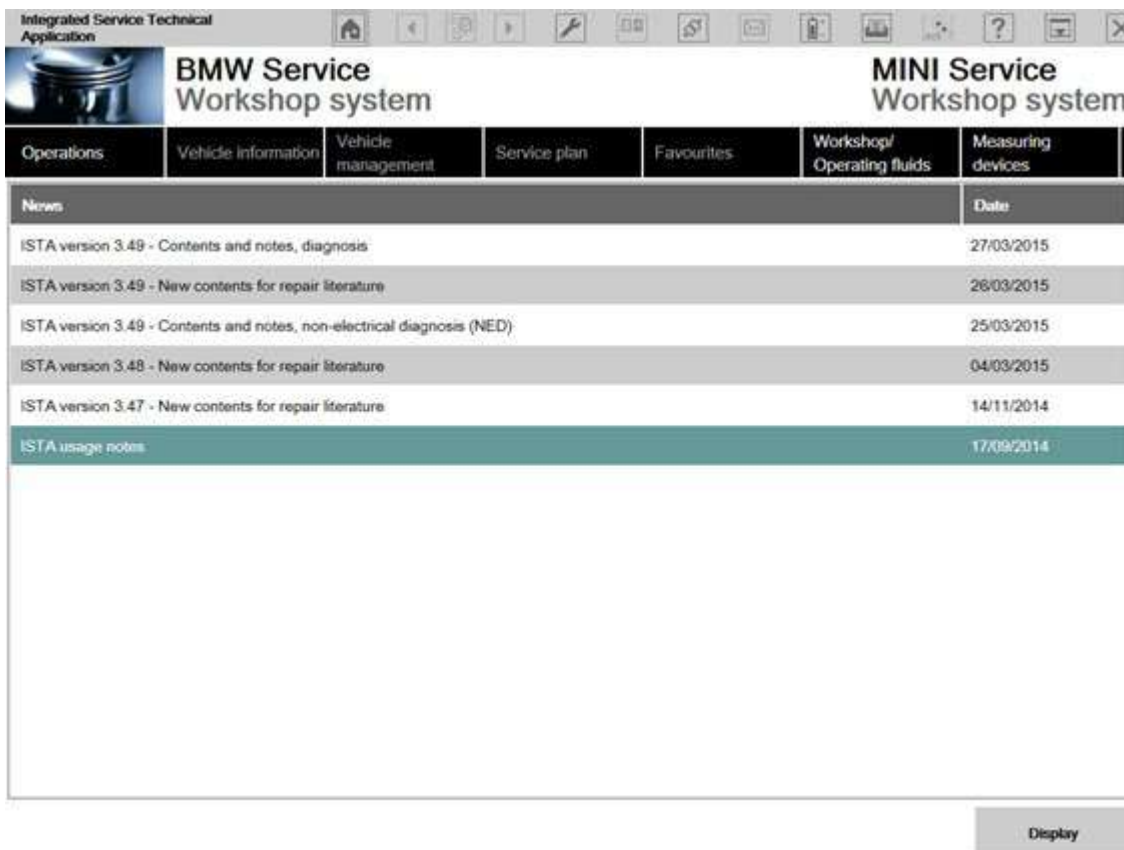 Integrated Service Technical
Application
BMW Service
Workshop system
MINI Service
Workshop system
Operations
Vehicle information
Vehicle
management
Service plan
Favourites
Workshop/
Operating fluids
Measuring
devices
News Date
ISTA version 3.49 - Contents and notes, diagnosis 27/03/2015
ISTA version 3.49 - New contents for repair literature 26/03/2015
ISTA version 3.49 - Contents and notes, non-electrical diagnosis (NED) 25/03/2015
ISTA version 3.48 - New contents for repair literature 04/03/2015
ISTA version 3.47 - New contents for repair literature 14/11/2014
ISTA usage notes 17/09/2014
Display